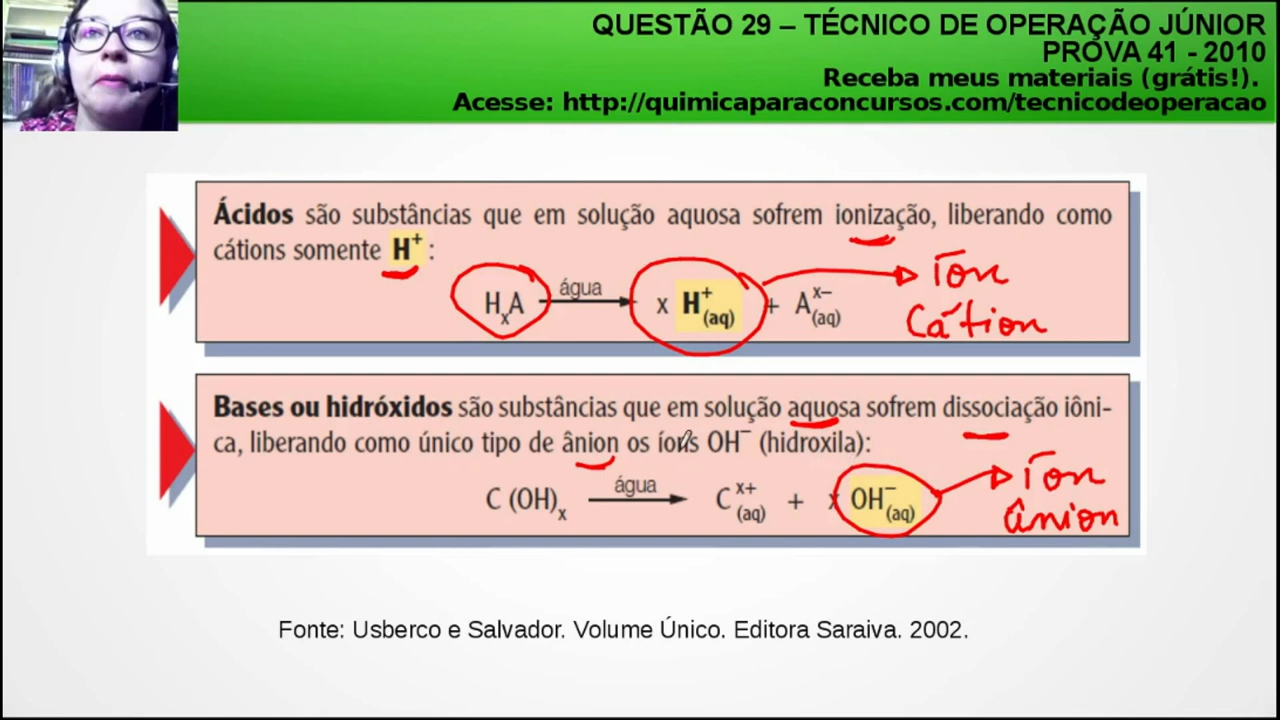 QUESTÃO 29 – TÉCNICO DE OPERAÇÃO JÚNIOR
PROVA 41 - 2010
Receba meus materiais (grátis!).
Acesse: http://quimicaparaconcursos.com/tecnicodeoperacao
Ácidos são substâncias que em solução aquosa sofrem ionização, liberando como
cátions somente H⁺:
HₓA água x H⁺(aq) + Aˣ⁻(aq)
Íon
Cátion
Bases ou hidróxidos são substâncias que em solução aquosa sofrem dissociação iôni-
ca, liberando como único tipo de ânion os íons OH⁻ (hidroxila):
C (OH)ₓ água Cˣ⁺(aq) + x OH⁻(aq)
Íon
ânion
Fonte: Usberco e Salvador. Volume Único. Editora Saraiva. 2002.